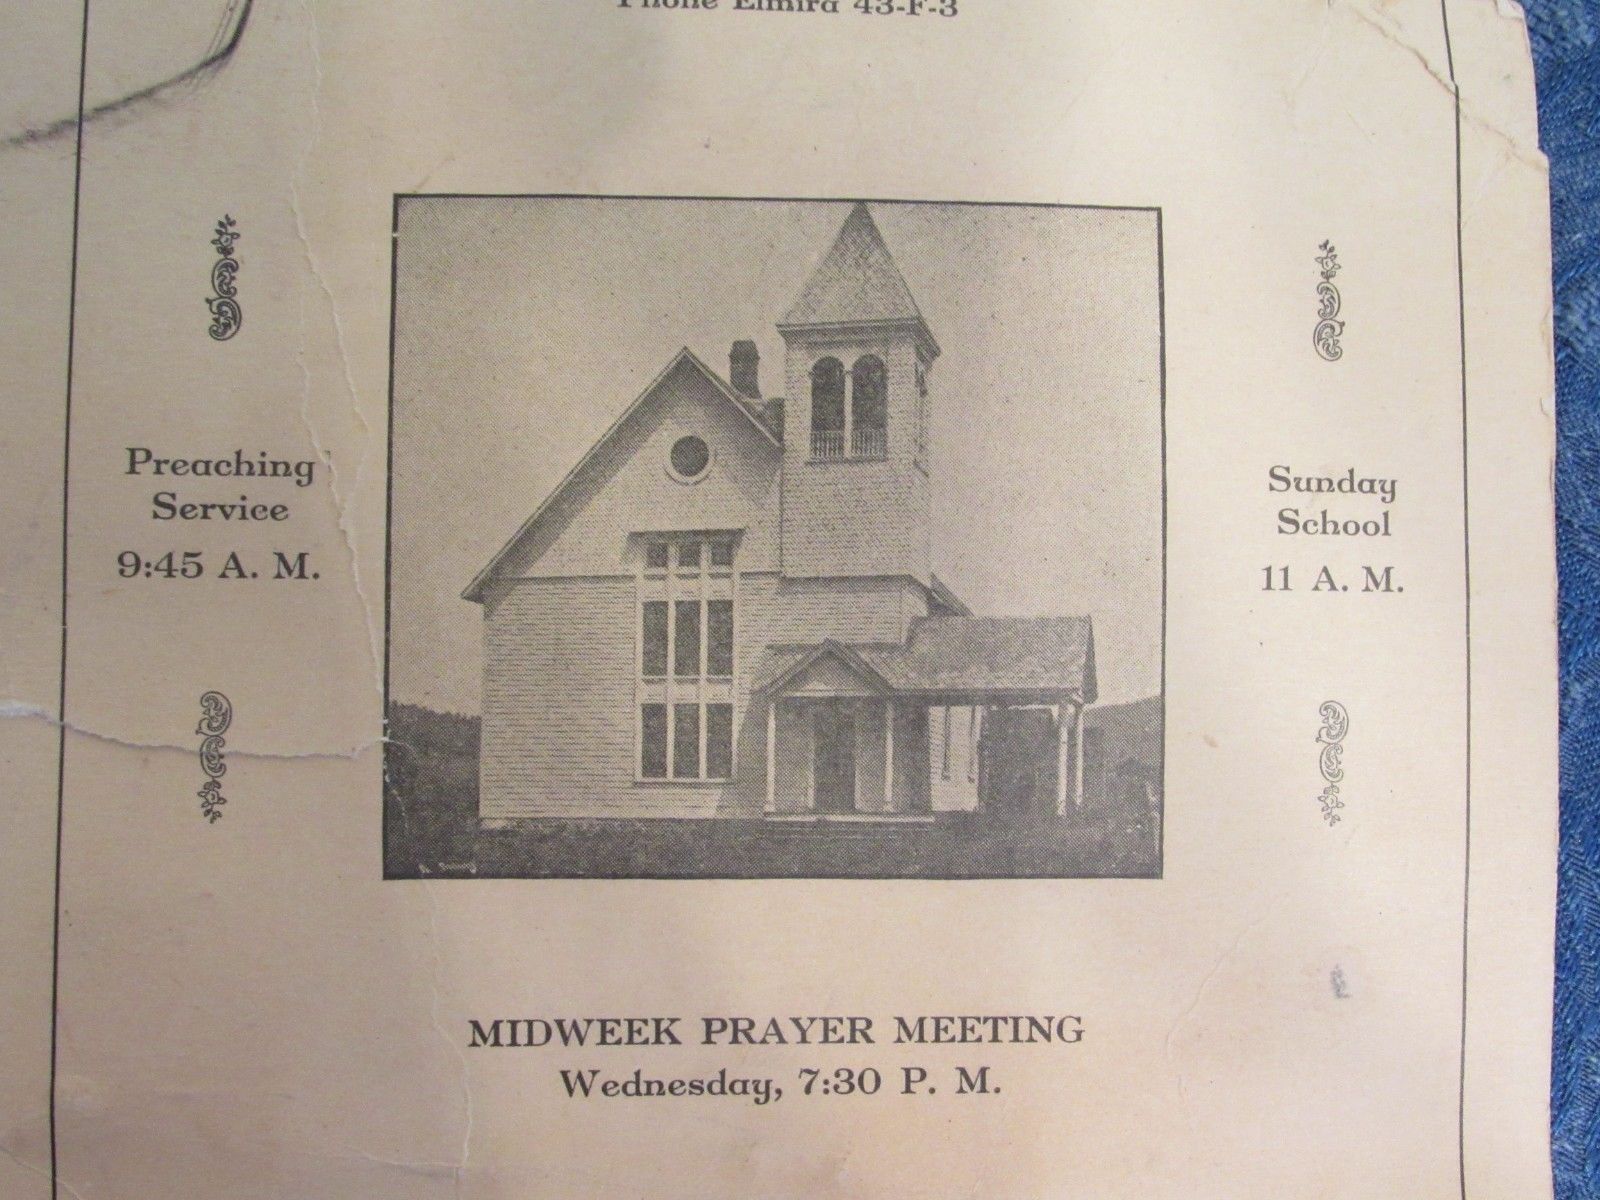 Phone Elmira 43-F-3
Preaching
Service
9:45 A. M.
Sunday
School
11 A. M.
MIDWEEK PRAYER MEETING
Wednesday, 7:30 P. M.